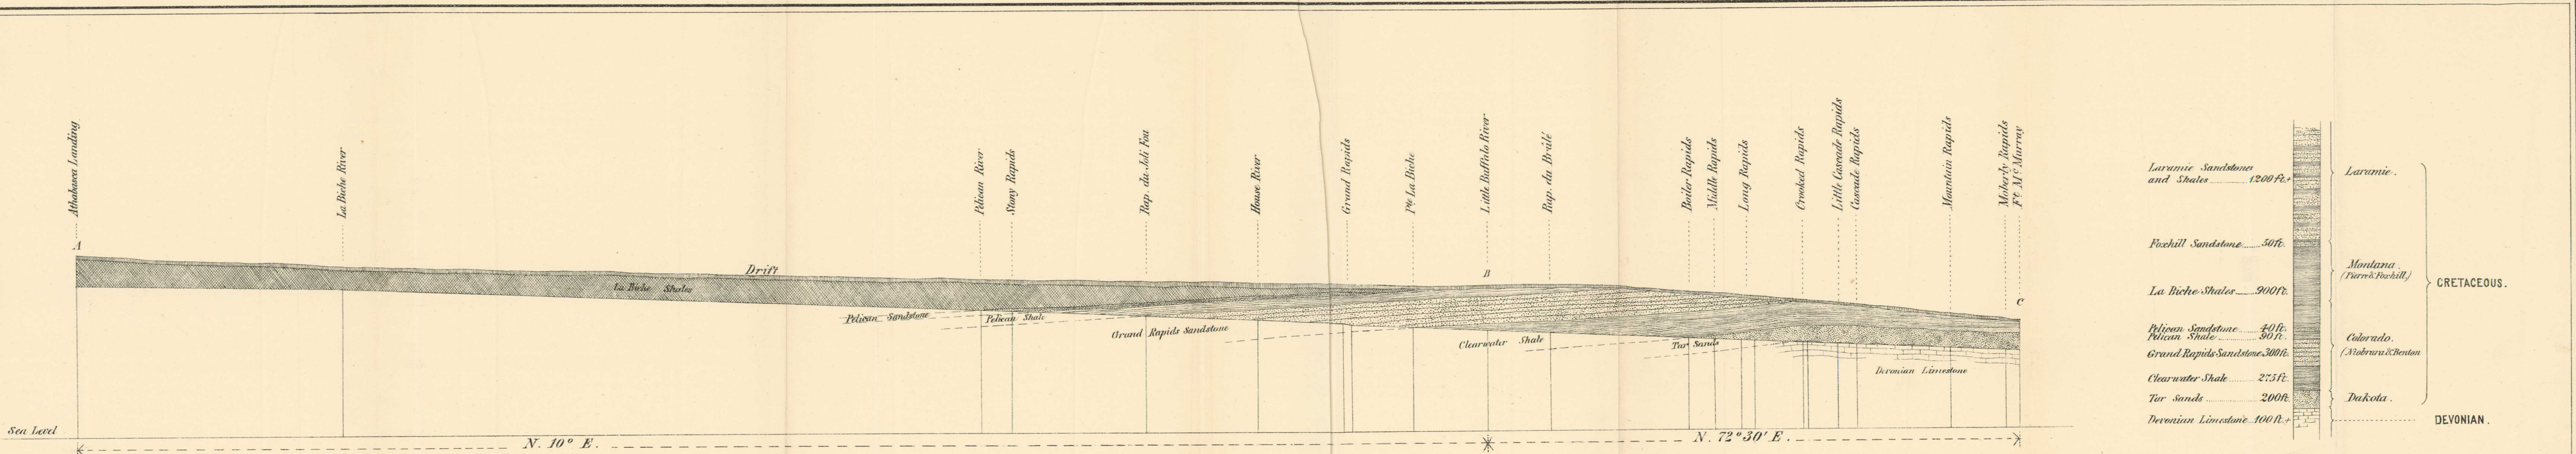 Athabasca Landing
La Biche River
Pelican River
Stony Rapids
Rap. du Joli Fou
House River
Grand Rapids
Pte La Biche
Little Buffalo River
Rap. du Brûlé
Boiler Rapids
Middle Rapids
Long Rapids
Crooked Rapids
Little Cascade Rapids
Cascade Rapids
Mountain Rapids
Moberly Rapids
Ft McMurray
A
B
C
Drift
La Biche Shales
Pelican Sandstone
Pelican Shale
Grand Rapids Sandstone
Clearwater Shale
Tar Sands
Devonian Limestone
Sea Level
N. 10° E.
N. 72°30' E.
Laramie Sandstones
and Shales 1200 ft.+
Foxhill Sandstone 50 ft.
La Biche Shales 900 ft.
Pelican Sandstone 40 ft.
Pelican Shale 90 ft.
Grand Rapids Sandstone 300 ft.
Clearwater Shale 275 ft.
Tar Sands 200 ft.
Devonian Limestone 100 ft.+
Laramie.
Montana.
(Pierre & Foxhill.)
Colorado.
(Niobrara & Benton
Dakota.
CRETACEOUS.
DEVONIAN.